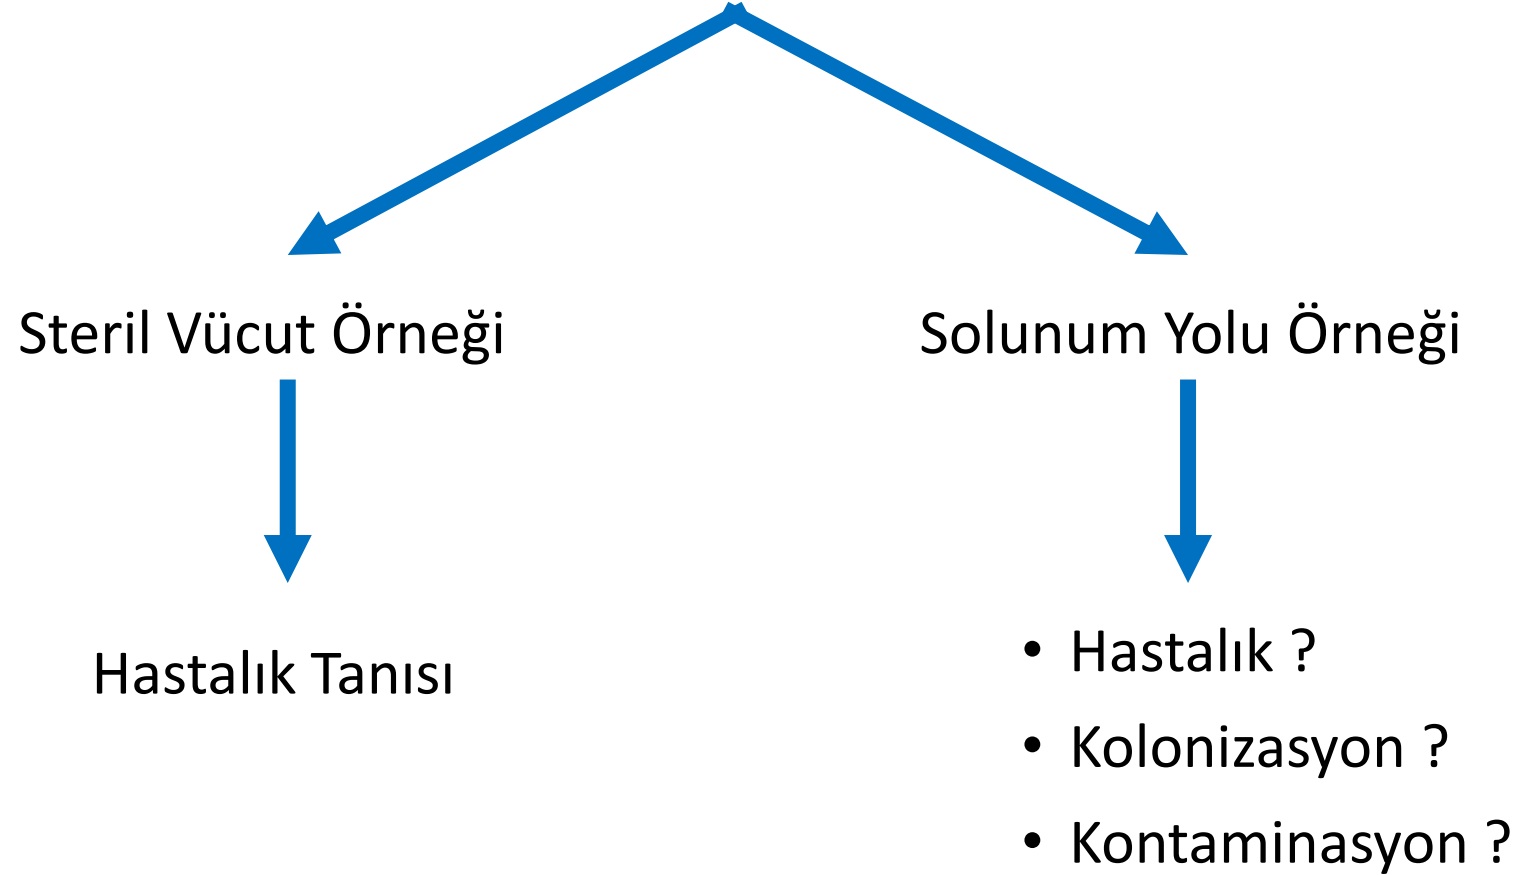 Steril Vücut Örneği
Solunum Yolu Örneği
Hastalık Tanısı
• Hastalık ?
• Kolonizasyon ?
• Kontaminasyon ?